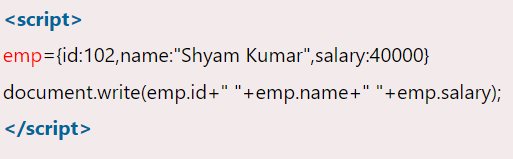 <script>
emp={id:102,name:"Shyam Kumar",salary:40000}
document.write(emp.id+" "+emp.name+" "+emp.salary);
</script>